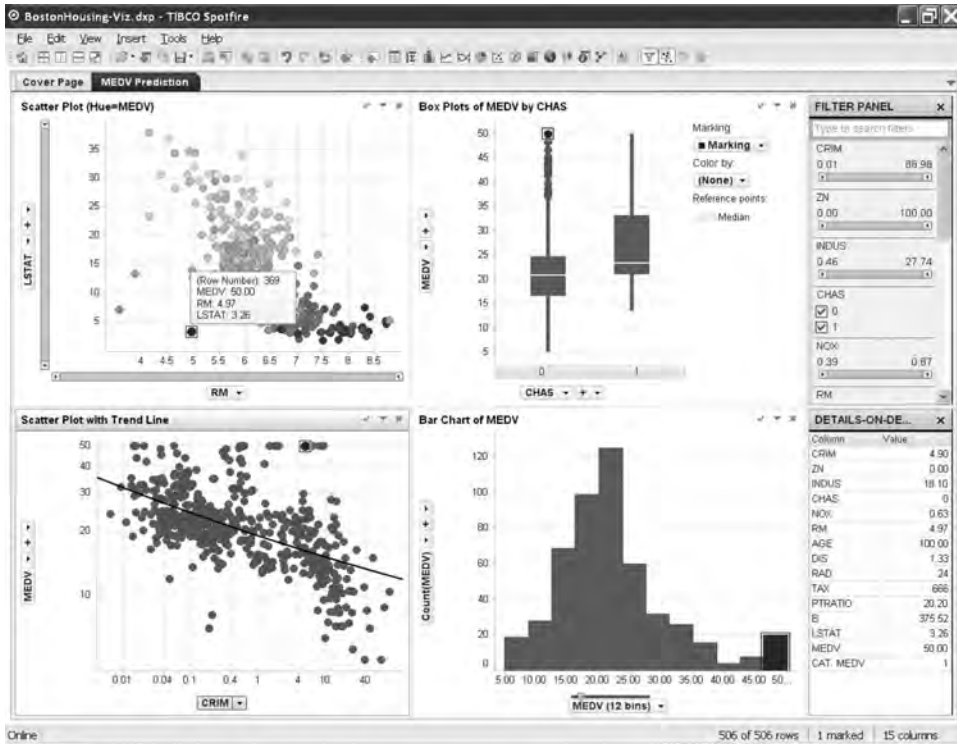 BostonHousing-Viz.dxp - TIBCO Spotfire
File Edit View Insert Tools Help
Cover Page MEDV Prediction
Scatter Plot (Hue=MEDV)
35
30
25
20
15
10
5
LSTAT
(Row Number): 369
MEDV: 50.00
RM: 4.97
LSTAT: 3.26
4 4.5 5 5.5 6 6.5 7 7.5 8 8.5
RM
Box Plots of MEDV by CHAS
50
45
40
35
30
25
20
15
10
5
MEDV
0 1
CHAS +
Marking
Marking
Color by:
(None)
Reference points:
Median
FILTER PANEL
Type to search filters
CRIM
0.01 88.98
ZN
0.00 100.00
INDUS
0.46 27.74
CHAS
0
1
NOX
0.39 0.87
RM
Scatter Plot with Trend Line
50
40
30
20
10
MEDV
0.01 0.04 0.1 0.4 1 4 10 40
CRIM
Bar Chart of MEDV
120
100
80
60
40
20
0
Count(MEDV)
5.00 10.00 15.00 20.00 25.00 30.00 35.00 40.00 45.00 50...
MEDV (12 bins)
DETAILS-ON-DE...
Column Value
CRIM 4.90
ZN 0.00
INDUS 18.10
CHAS 0
NOX 0.63
RM 4.97
AGE 100.00
DIS 1.33
RAD 24
TAX 666
PTRATIO 20.20
B 375.52
LSTAT 3.26
MEDV 50.00
CAT. MEDV 1
Online 506 of 506 rows 1 marked 15 columns